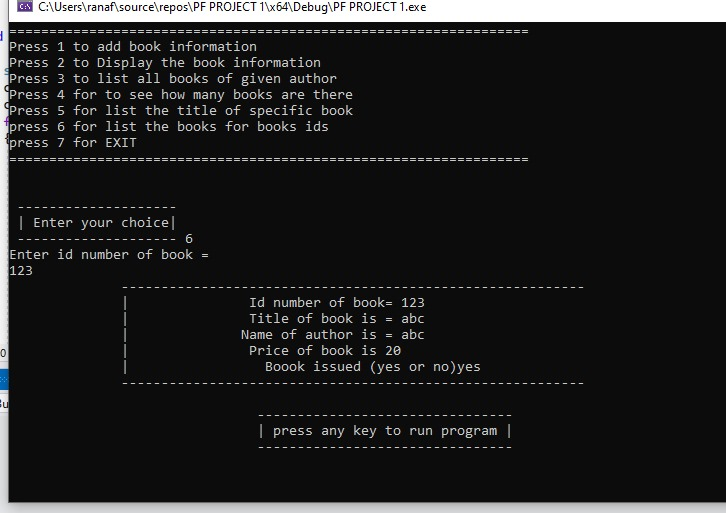 C:\Users\ranaf\source\repos\PF PROJECT 1\x64\Debug\PF PROJECT 1.exe
=================================================================
Press 1 to add book information
Press 2 to Display the book information
Press 3 to list all books of given author
Press 4 for to see how many books are there
Press 5 for list the title of specific book
press 6 for list the books for books ids
press 7 for EXIT
=================================================================
--------------------
| Enter your choice|
-------------------- 6
Enter id number of book =
123
----------------------------------------------------------
| Id number of book= 123
| Title of book is = abc
| Name of author is = abc
| Price of book is 20
| Boook issued (yes or no)yes
----------------------------------------------------------
--------------------------------
| press any key to run program |
--------------------------------